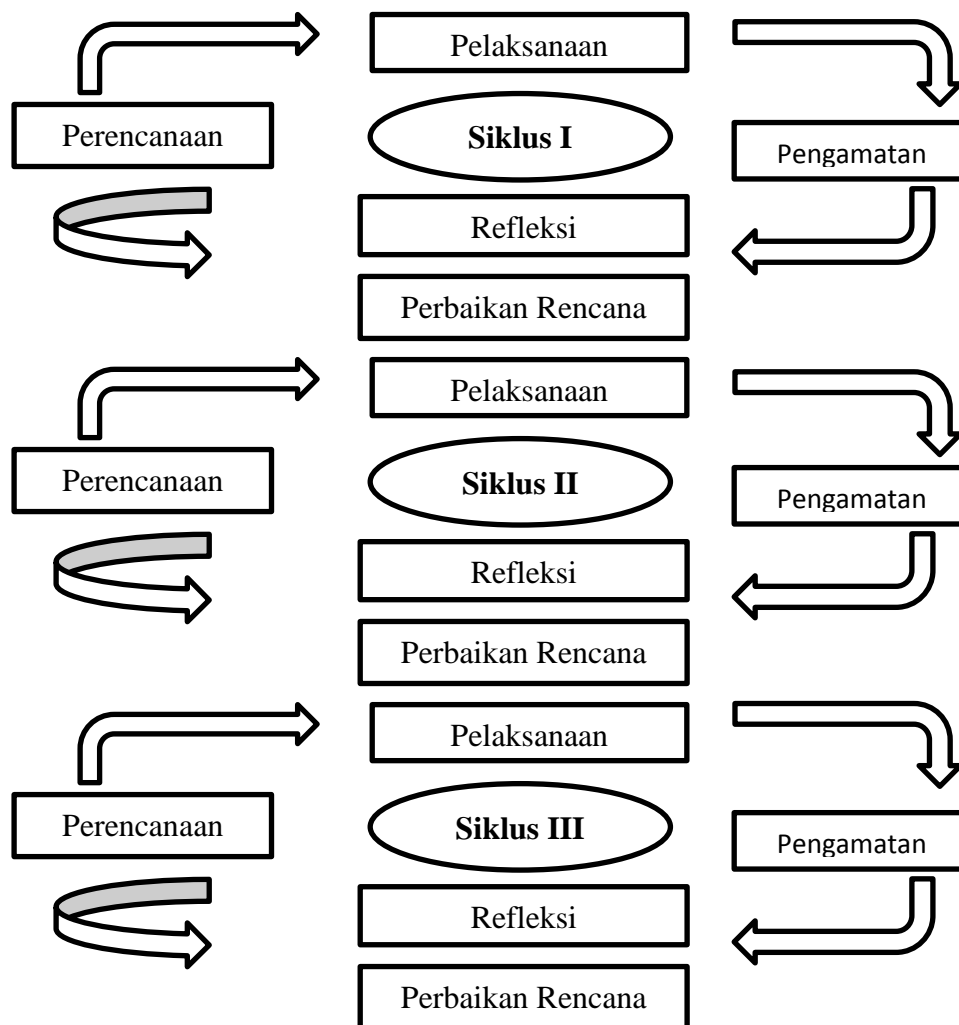 Pelaksanaan
Perencanaan
Siklus I
Pengamatan
Refleksi
Perbaikan Rencana
Pelaksanaan
Perencanaan
Siklus II
Pengamatan
Refleksi
Perbaikan Rencana
Pelaksanaan
Perencanaan
Siklus III
Pengamatan
Refleksi
Perbaikan Rencana